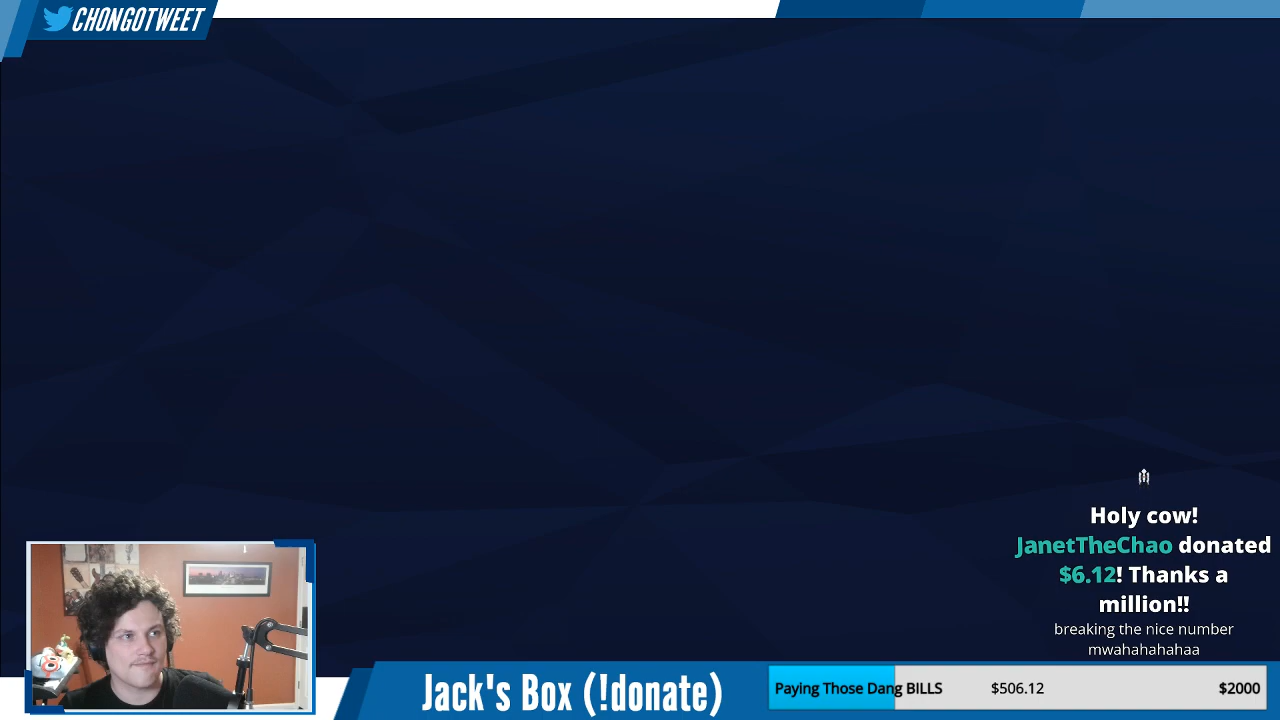 CHONGOTWEET
Holy cow!
JanetTheChao donated
$6.12! Thanks a
million!!
breaking the nice number
mwahahahahaa
Jack's Box (!donate)
Paying Those Dang BILLS $506.12 $2000